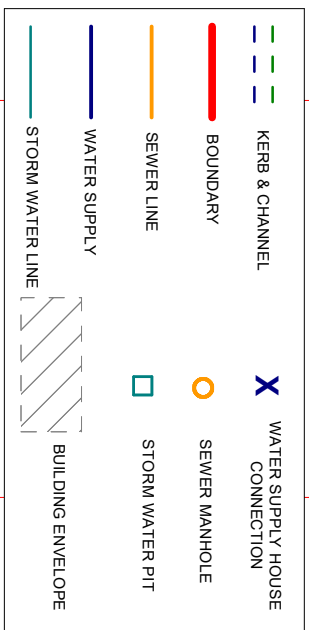 KERB & CHANNEL
BOUNDARY
SEWER LINE
WATER SUPPLY
STORM WATER LINE
X
WATER SUPPLY HOUSE
CONNECTION
SEWER MANHOLE
STORM WATER PIT
BUILDING ENVELOPE